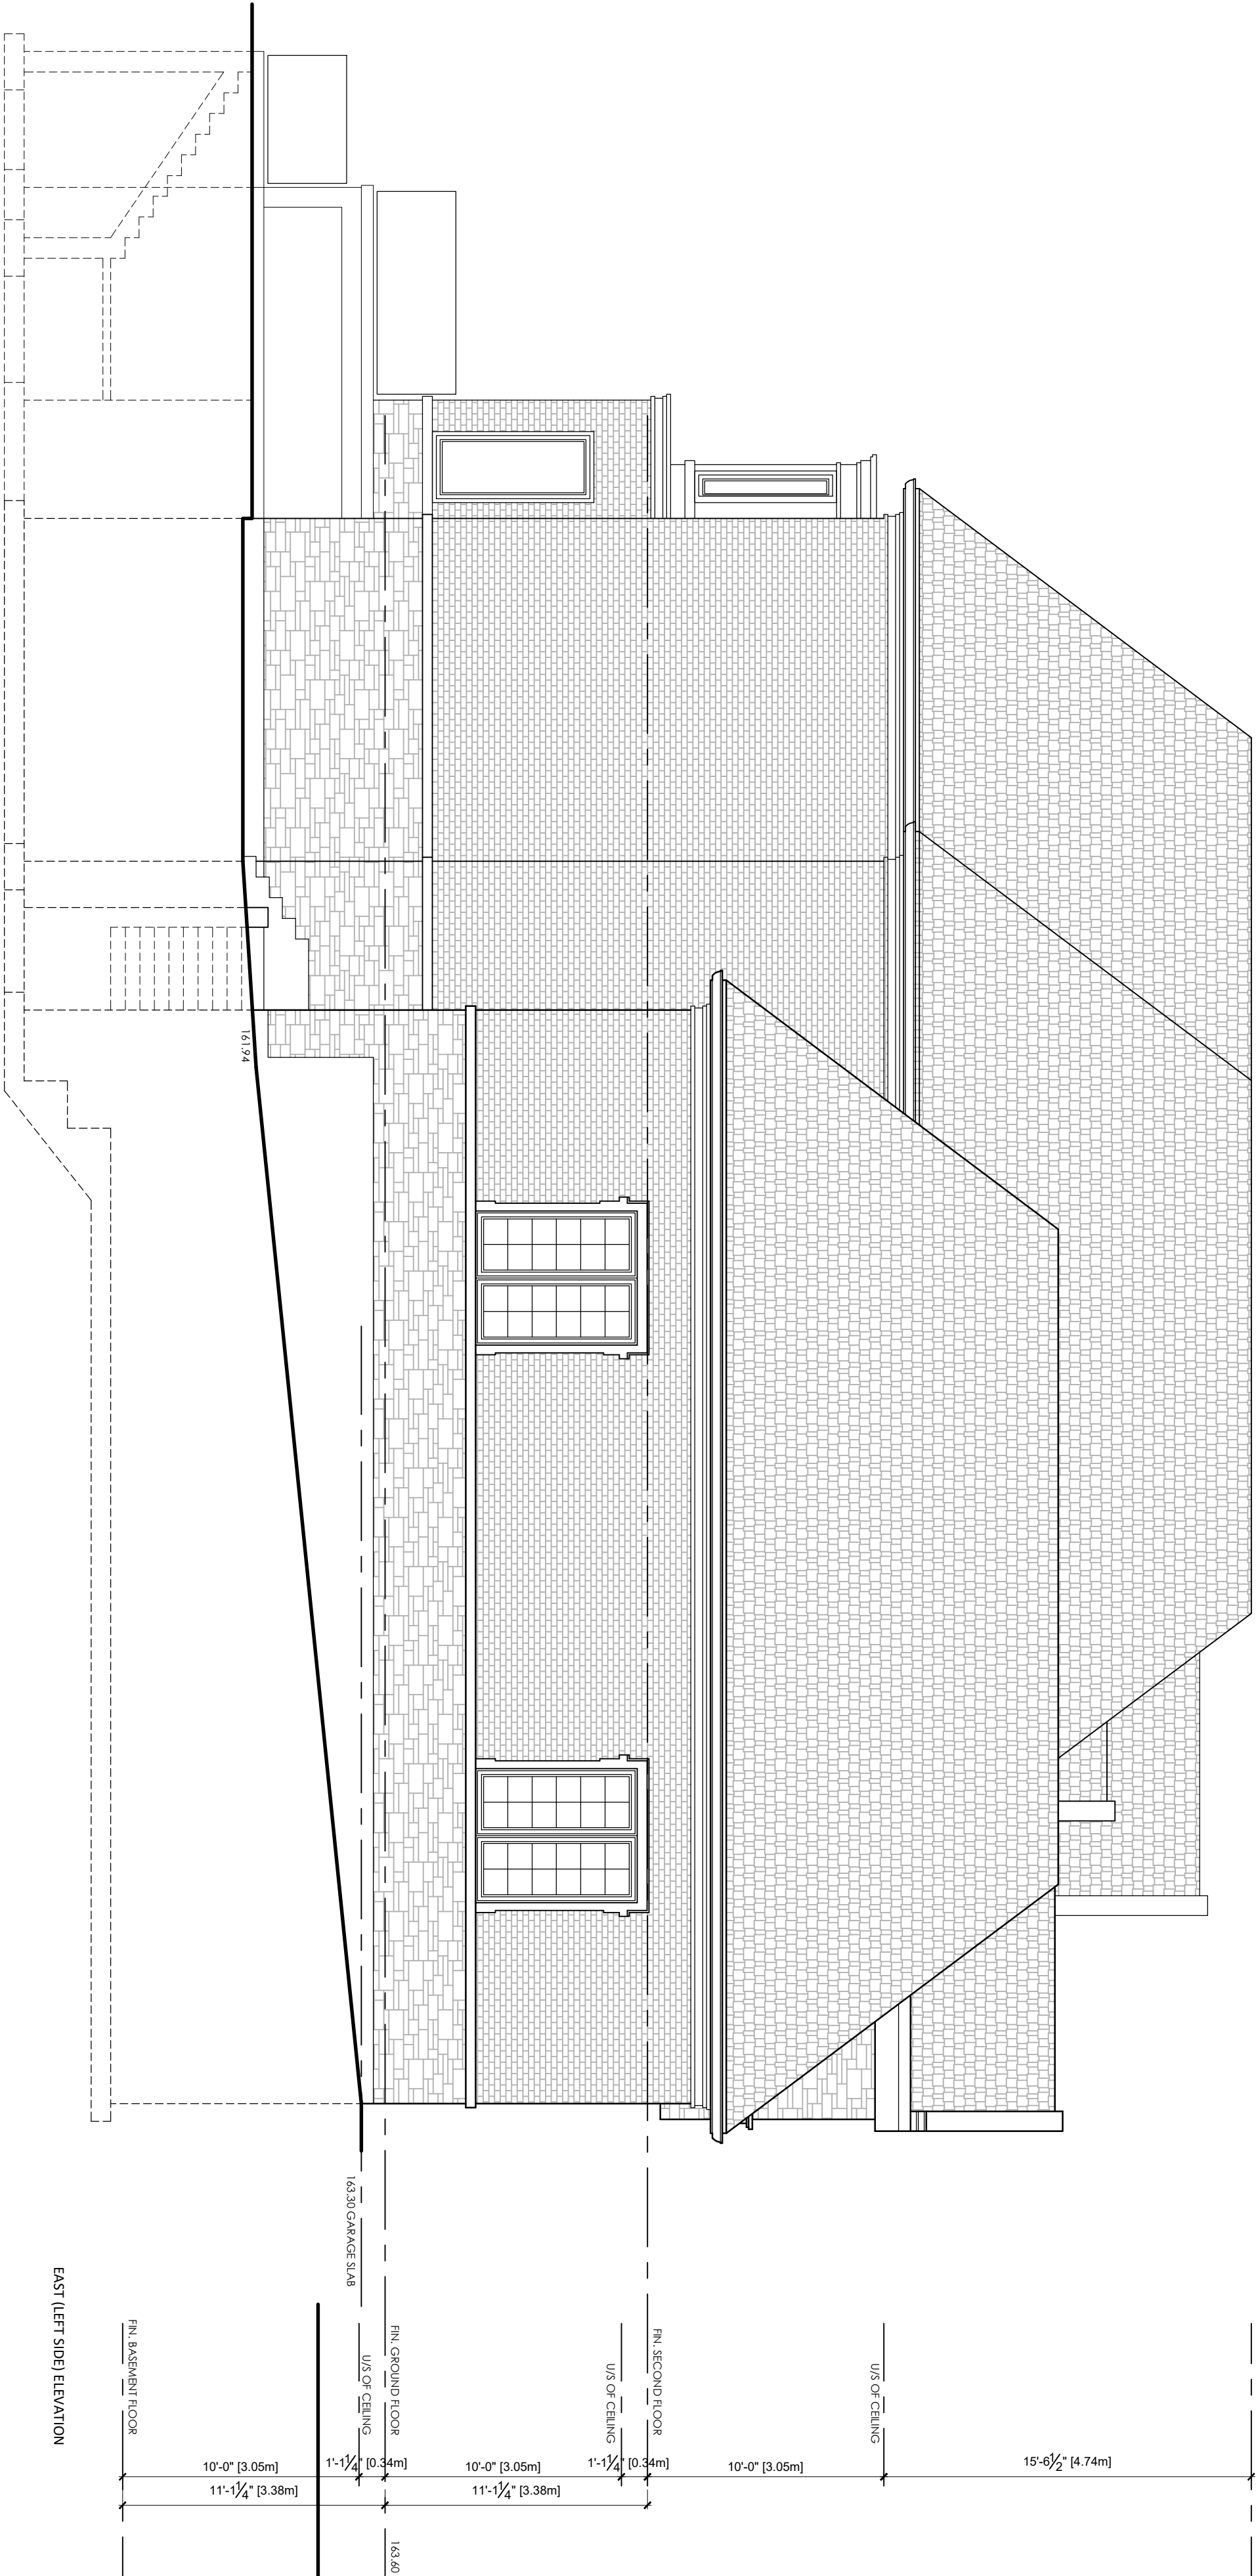 15'-6½" [4.74m]
U/S OF CEILING
10'-0" [3.05m]
FIN. SECOND FLOOR
1'-1¼" [0.34m]
U/S OF CEILING
10'-0" [3.05m]
11'-1¼" [3.38m]
FIN. GROUND FLOOR
163.60
1'-1¼" [0.34m]
U/S OF CEILING
163.30 GARAGE SLAB
10'-0" [3.05m]
11'-1¼" [3.38m]
FIN. BASEMENT FLOOR
161.94
EAST (LEFT SIDE) ELEVATION